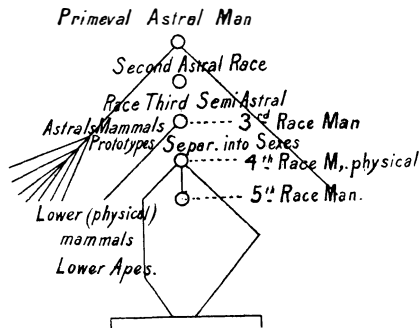 Primeval Astral Man
Second Astral Race
Race Third Semi Astral
Astrals Mammals
3rd Race Man
Prototypes
Separ. into Sexes
4th Race M,. physical
5th Race Man.
Lower (physical)
mammals
Lower Apes.